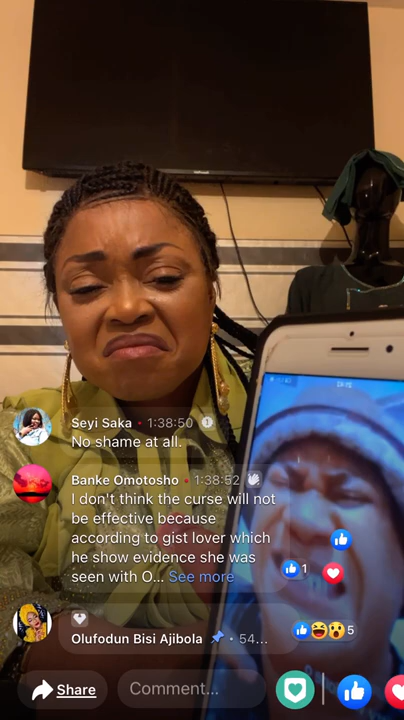 Seyi Saka • 1:38:50
No shame at all.
Banke Omotosho • 1:38:52
I don't think the curse will not
be effective because
according to gist lover which
he show evidence she was
seen with O... See more
1
Olufodun Bisi Ajibola • 54...
5
Share
Comment...